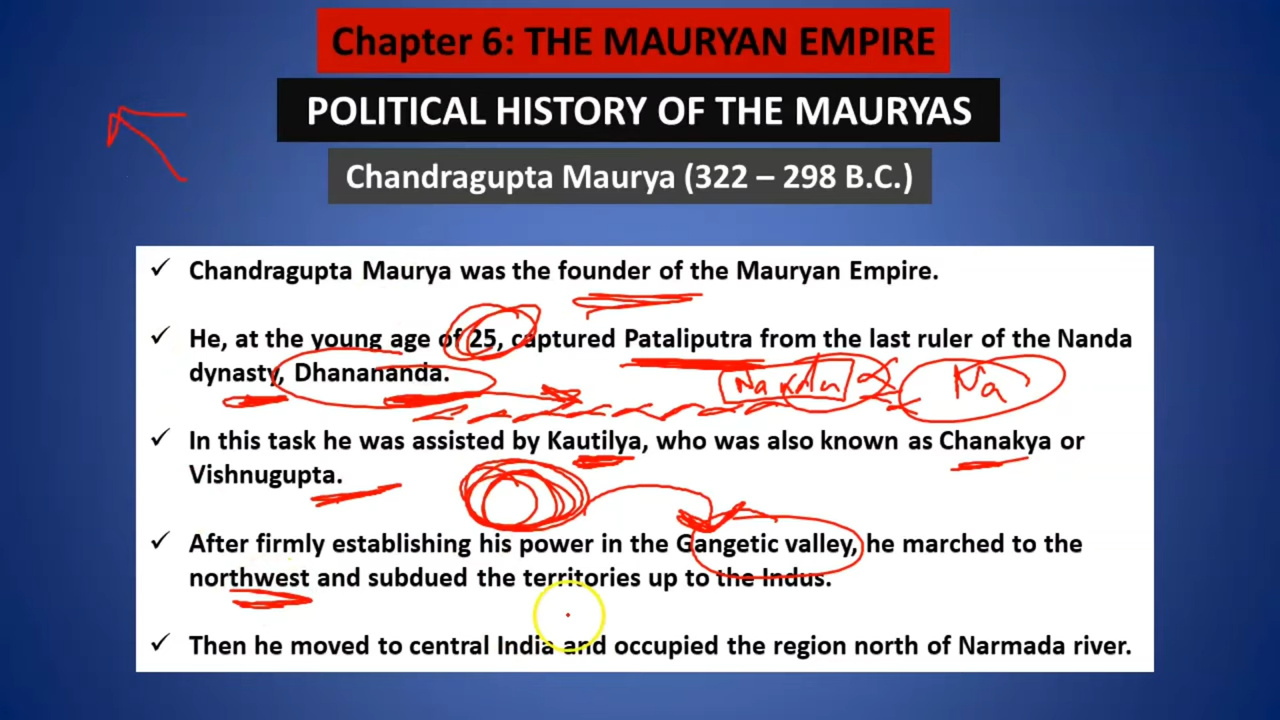 Chapter 6: THE MAURYAN EMPIRE
POLITICAL HISTORY OF THE MAURYAS
Chandragupta Maurya (322 – 298 B.C.)
✓ Chandragupta Maurya was the founder of the Mauryan Empire.
✓ He, at the young age of 25, captured Pataliputra from the last ruler of the Nanda
dynasty, Dhanananda.
Nanda Na
✓ In this task he was assisted by Kautilya, who was also known as Chanakya or
Vishnugupta.
✓ After firmly establishing his power in the Gangetic valley, he marched to the
northwest and subdued the territories up to the Indus.
✓ Then he moved to central India and occupied the region north of Narmada river.